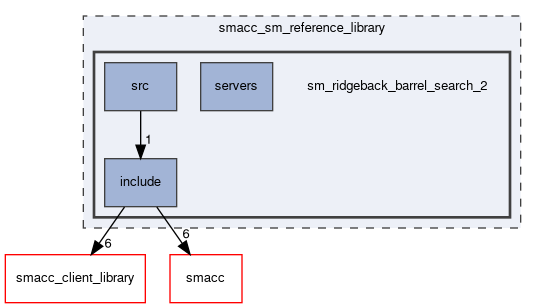 smacc_sm_reference_library
src
servers
sm_ridgeback_barrel_search_2
1
include
6
6
smacc_client_library
smacc